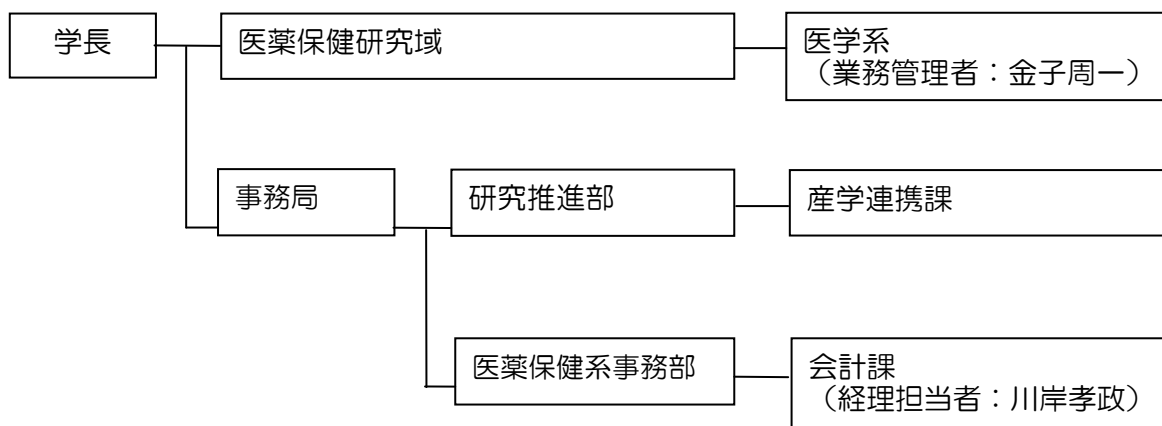 学長
医薬保健研究域
医学系
（業務管理者：金子周一）
事務局
研究推進部
産学連携課
医薬保健系事務部
会計課
（経理担当者：川岸孝政）